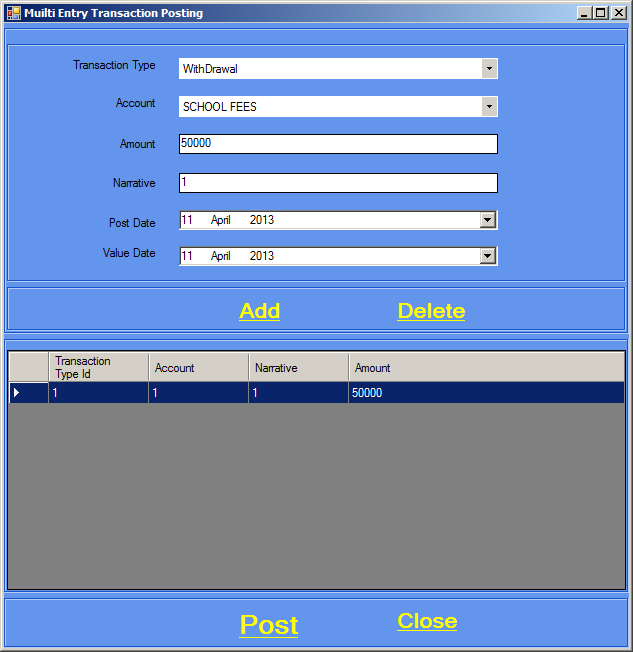 Muilti Entry Transaction Posting
Transaction Type WithDrawal
Account SCHOOL FEES
Amount 50000
Narrative 1
Post Date 11 April 2013
Value Date 11 April 2013
Add Delete
Transaction Type Id Account Narrative Amount
1 1 1 50000
Post Close